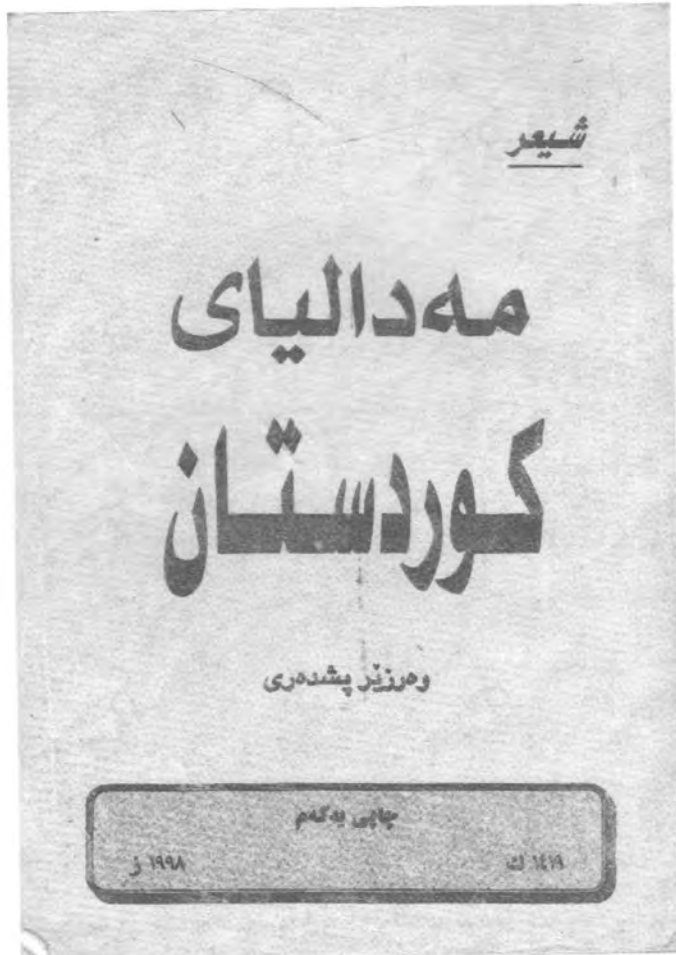 شیعر
مەدالیای
کوردستان
وەرزێر پشدەری
چاپی یەکەم
١٤١٩ ك ١٩٩٨ ز